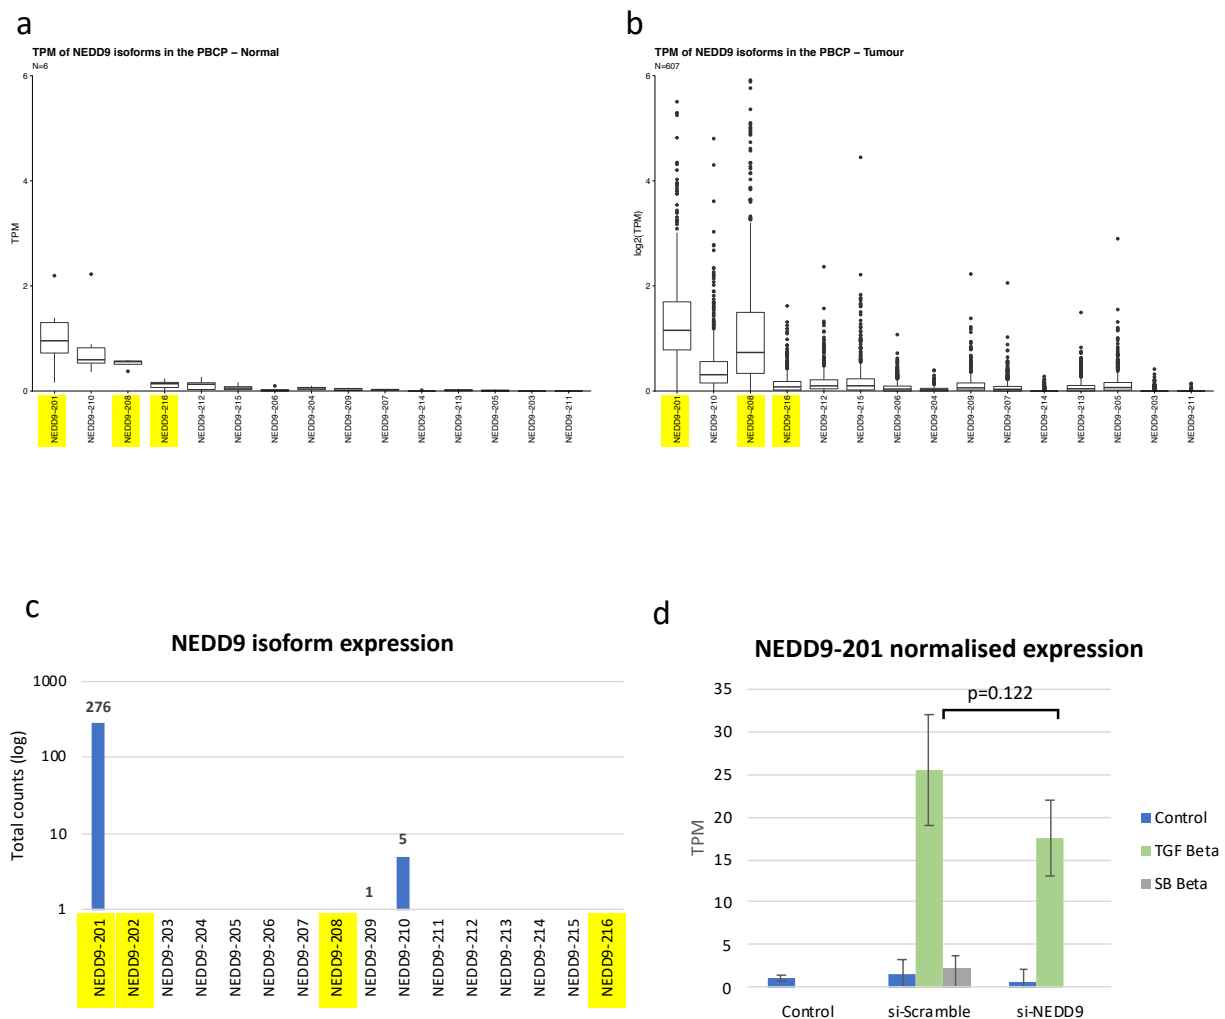 a
TPM of NEDD9 isoforms in the PBCP – Normal
N=6
6
4
2
0
TPM
NEDD9-201
NEDD9-210
NEDD9-208
NEDD9-216
NEDD9-212
NEDD9-215
NEDD9-206
NEDD9-204
NEDD9-209
NEDD9-207
NEDD9-214
NEDD9-213
NEDD9-205
NEDD9-203
NEDD9-211
b
TPM of NEDD9 isoforms in the PBCP – Tumour
N=607
6
4
2
0
log2(TPM)
NEDD9-201
NEDD9-210
NEDD9-208
NEDD9-216
NEDD9-212
NEDD9-215
NEDD9-206
NEDD9-204
NEDD9-209
NEDD9-207
NEDD9-214
NEDD9-213
NEDD9-205
NEDD9-203
NEDD9-211
c
NEDD9 isoform expression
1000
100
10
1
Total counts (log)
276
1
5
NEDD9-201
NEDD9-202
NEDD9-203
NEDD9-204
NEDD9-205
NEDD9-206
NEDD9-207
NEDD9-208
NEDD9-209
NEDD9-210
NEDD9-211
NEDD9-212
NEDD9-213
NEDD9-214
NEDD9-215
NEDD9-216
d
NEDD9-201 normalised expression
35
30
25
20
15
10
5
0
TPM
p=0.122
Control
si-Scramble
si-NEDD9
Control
TGF Beta
SB Beta